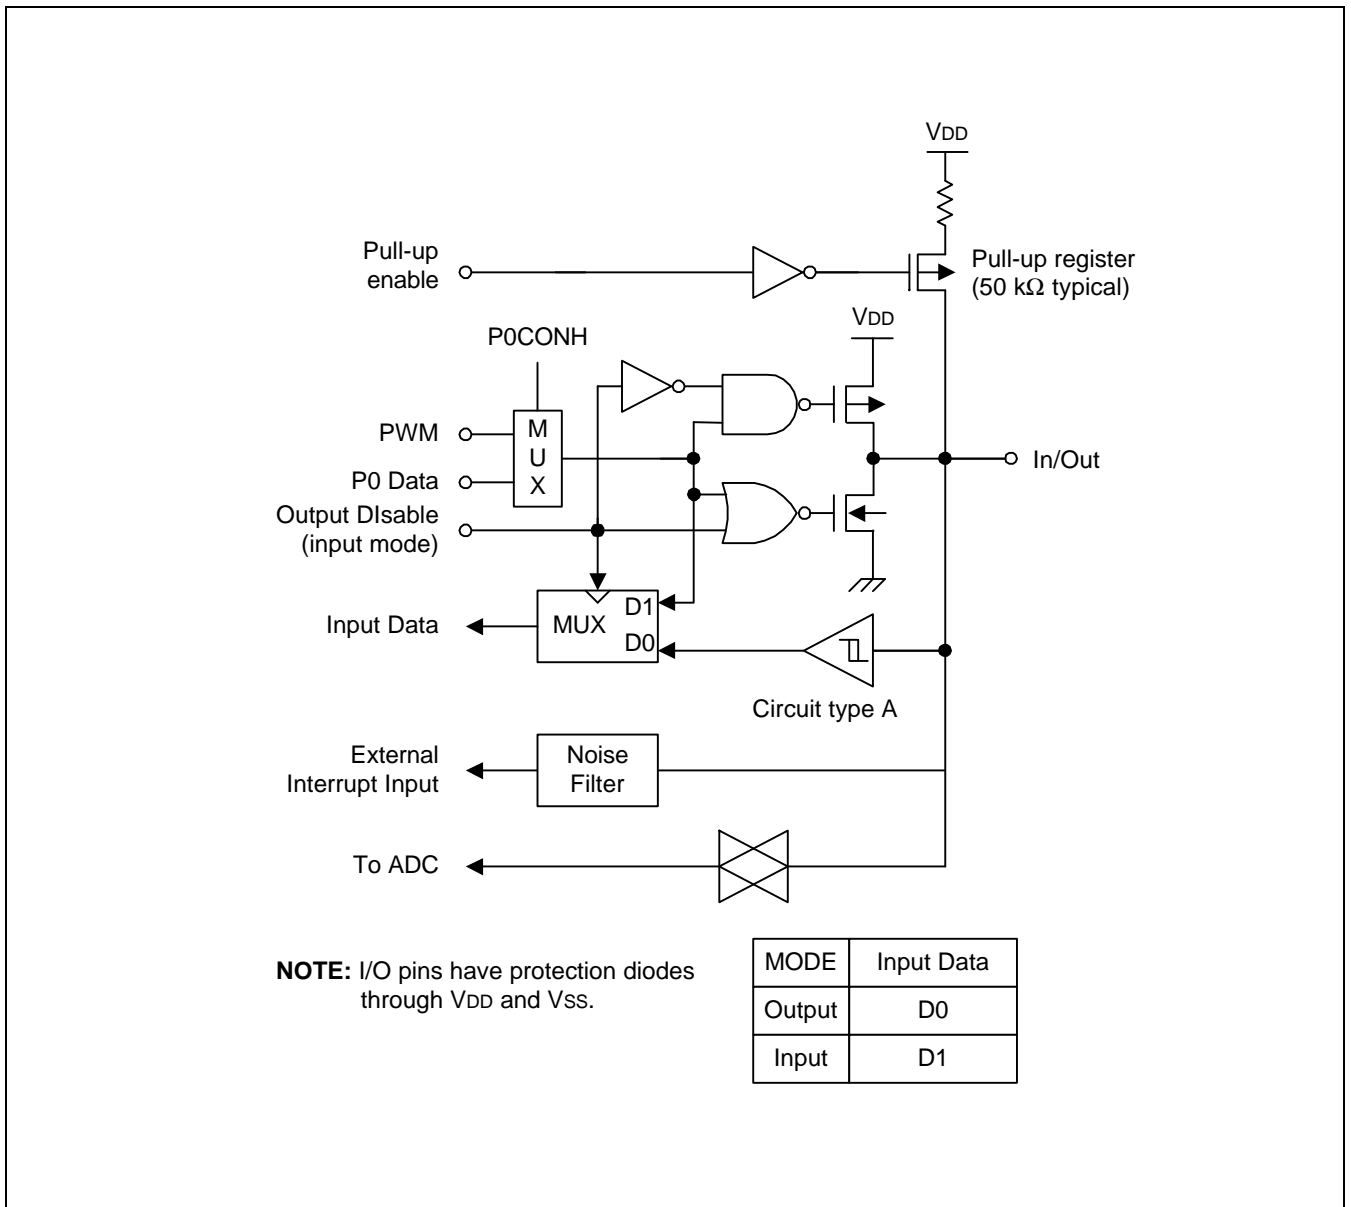 VDD
Pull-up
enable
Pull-up register
(50 kΩ typical)
VDD
P0CONH
PWM
M
U
X
P0 Data
In/Out
Output DIsable
(input mode)
Input Data
MUX
D1
D0
Circuit type A
External
Interrupt Input
Noise
Filter
To ADC
NOTE: I/O pins have protection diodes
through VDD and VSS.
MODE Input Data
Output D0
Input D1